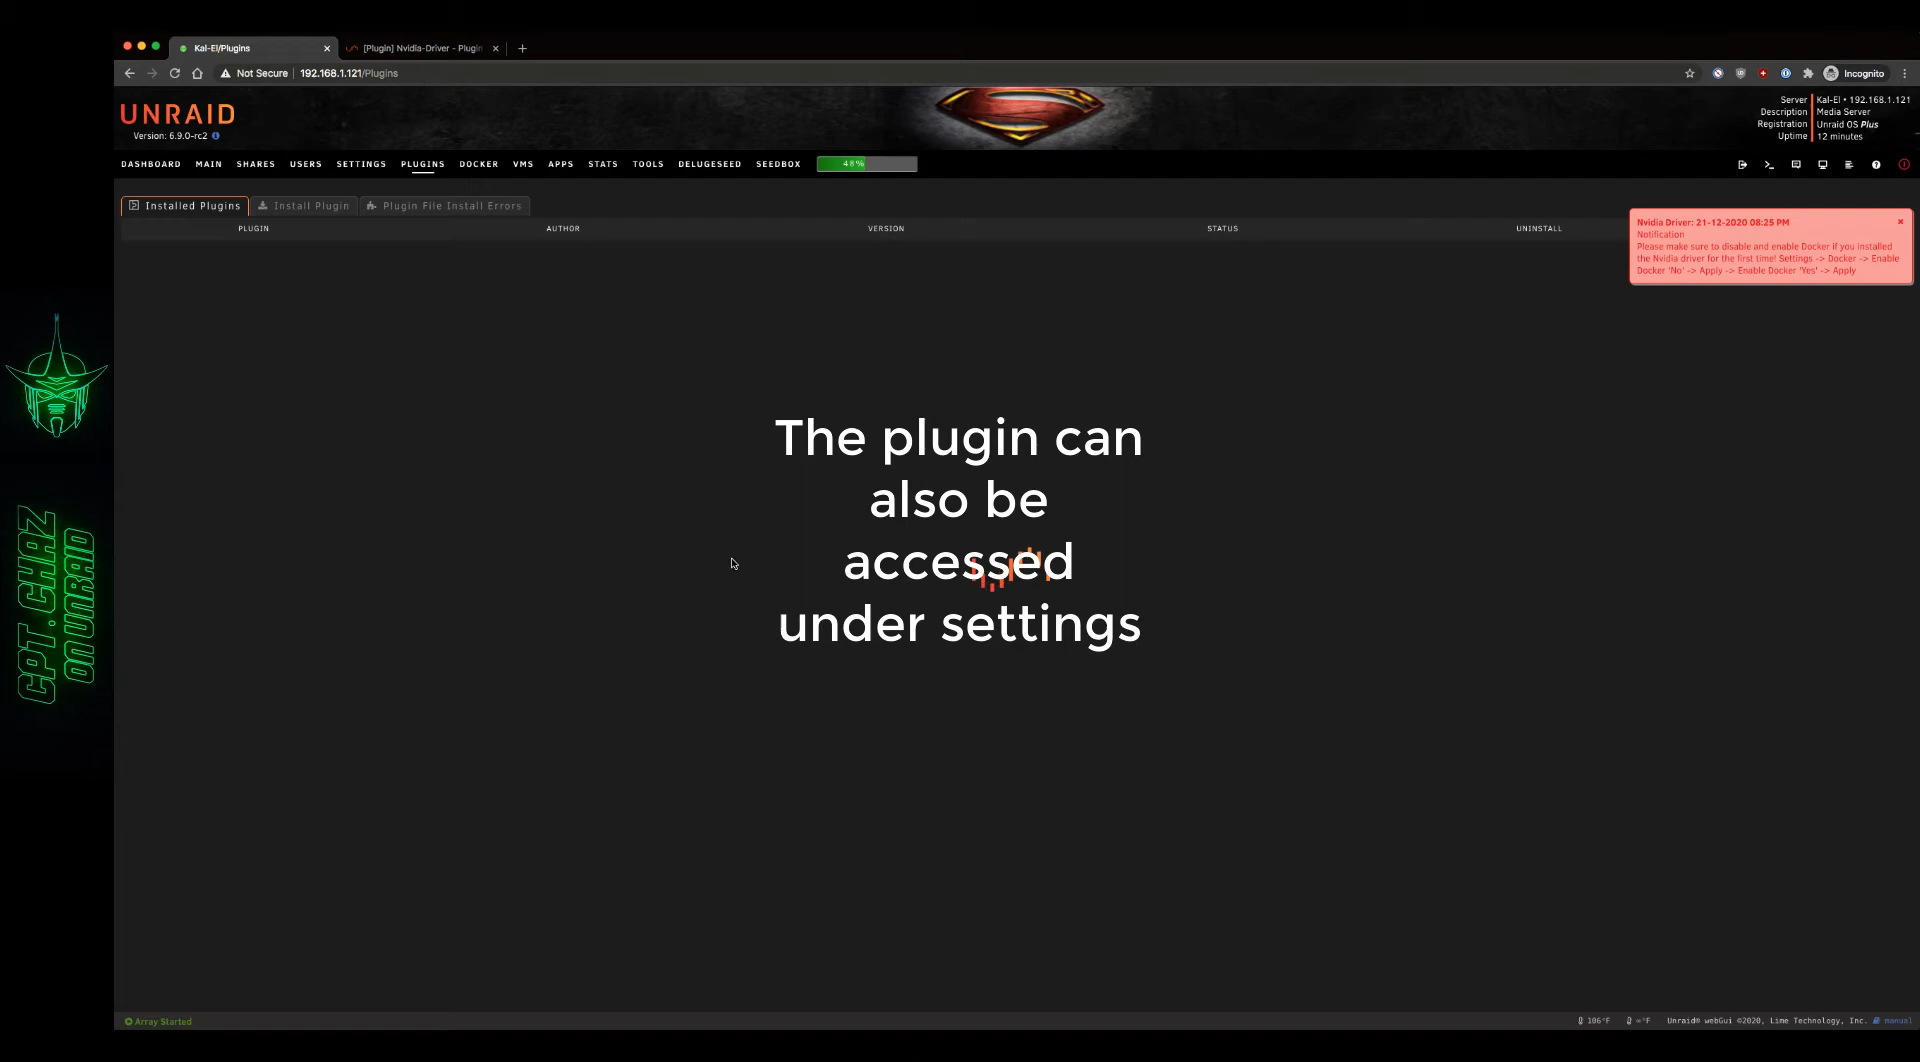 Kal-El/Plugins
[Plugin] Nvidia-Driver - Plugin
Not Secure | 192.168.1.121/Plugins
Incognito
UNRAID
Version: 6.9.0-rc2
Server Kal-El • 192.168.1.121
Description Media Server
Registration Unraid OS Plus
Uptime 12 minutes
DASHBOARD MAIN SHARES USERS SETTINGS PLUGINS DOCKER VMS APPS STATS TOOLS DELUGESEED SEEDBOX 48%
Installed Plugins Install Plugin Plugin File Install Errors
PLUGIN AUTHOR VERSION STATUS UNINSTALL
Nvidia Driver: 21-12-2020 08:25 PM
Notification
Please make sure to disable and enable Docker if you installed
the Nvidia driver for the first time! Settings -> Docker -> Enable
Docker 'No' -> Apply -> Enable Docker 'Yes' -> Apply
The plugin can
also be
accessed
under settings
CPT. CHAZ
ON UNRAID
Array Started
106°F ∞°F Unraid® webGui ©2020, Lime Technology, Inc. manual